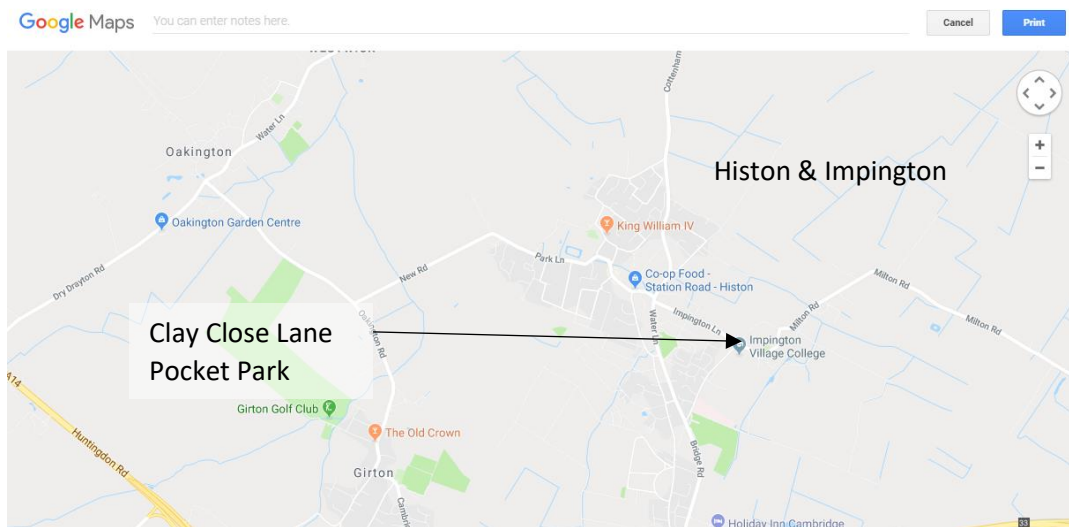 Google Maps
You can enter notes here.
Cancel
Print
Cottenham
Water Ln
Oakington
Histon & Impington
Oakington Garden Centre
King William IV
Park Ln
New Rd
Co-op Food -
Station Road - Histon
Milton Rd
Dry Drayton Rd
Oakington Rd
Water Ln
Impington Ln
Milton Rd
Milton Rd
Clay Close Lane
Pocket Park
Impington
Village College
A14
Girton Golf Club
The Old Crown
Huntingdon Rd
Bridge Rd
Girton
Holiday Inn Cambridge
33